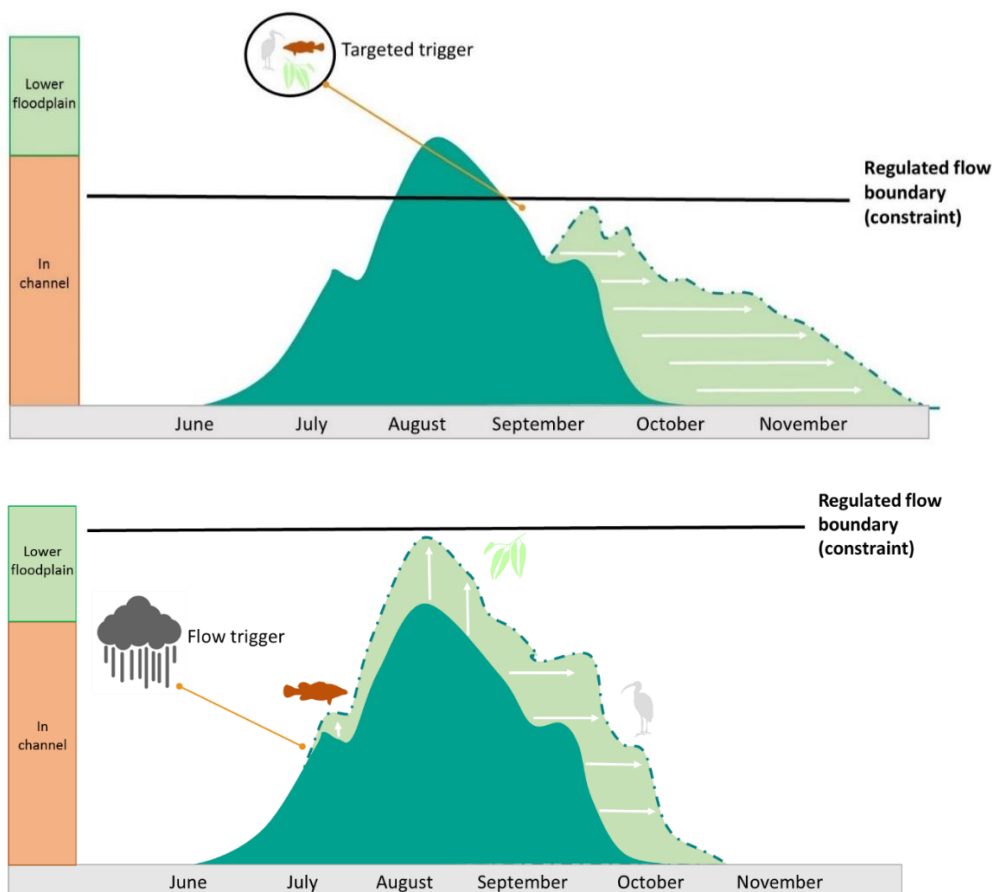 Targeted trigger
Lower
floodplain
Regulated flow
boundary
(constraint)
In
channel
June July August September October November
Regulated flow
boundary
(constraint)
Lower
floodplain
Flow trigger
In
channel
June July August September October November